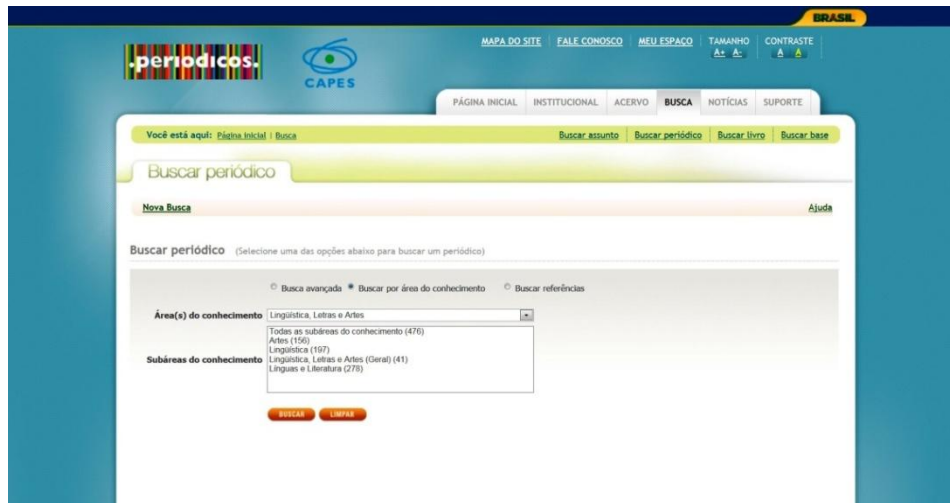 BRASIL
MAPA DO SITE FALE CONOSCO MEU ESPAÇO TAMANHO CONTRASTE
A+ A- A A
.periodicos.
CAPES
PÁGINA INICIAL INSTITUCIONAL ACERVO BUSCA NOTÍCIAS SUPORTE
Você está aqui: Página Inicial | Busca Buscar assunto Buscar periódico Buscar livro Buscar base
Buscar periódico
Nova Busca Ajuda
Buscar periódico (Selecione uma das opções abaixo para buscar um periódico)
Busca avançada Buscar por área do conhecimento Buscar referências
Área(s) do conhecimento Lingüística, Letras e Artes
Todas as subáreas do conhecimento (476)
Artes (156)
Lingüística (197)
Subáreas do conhecimento Lingüística, Letras e Artes (Geral) (41)
Línguas e Literatura (278)
BUSCAR LIMPAR